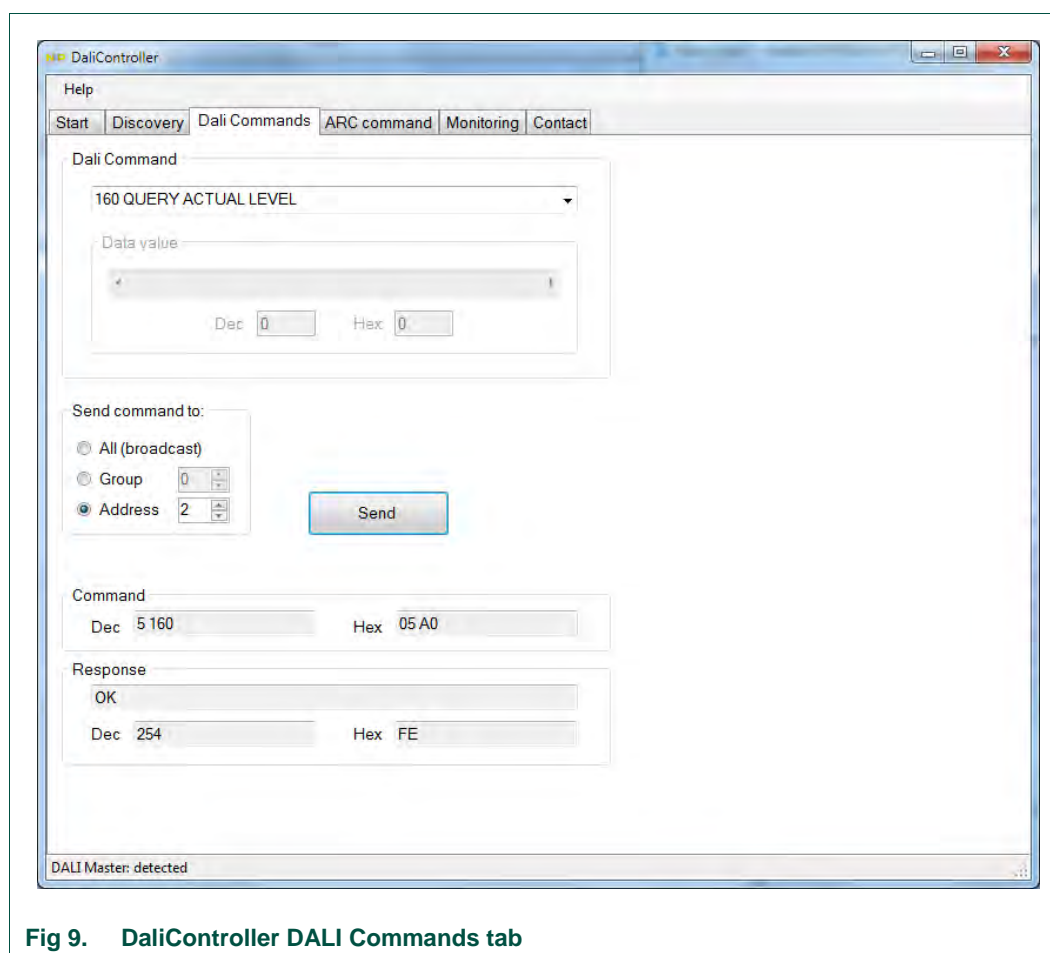 DaliController
Help
Start Discovery Dali Commands ARC command Monitoring Contact
Dali Command
160 QUERY ACTUAL LEVEL
Data value
Dec 0 Hex 0
Send command to:
All (broadcast)
Group 0
Address 2
Send
Command
Dec 5 160 Hex 05 A0
Response
OK
Dec 254 Hex FE
DALI Master: detected
Fig 9. DaliController DALI Commands tab